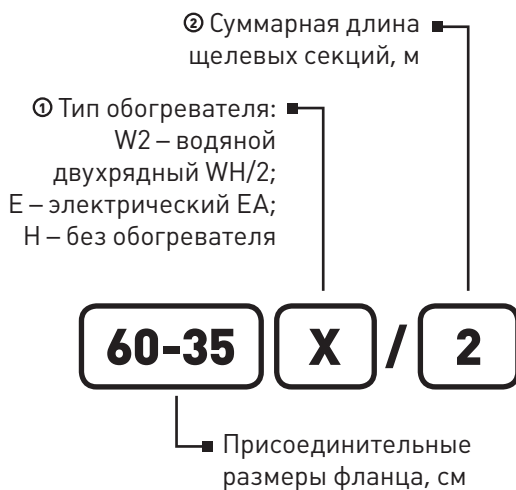 ② Суммарная длина
щелевых секций, м
① Тип обогревателя:
W2 – водяной
двухрядный WH/2;
E – электрический EA;
H – без обогревателя
60-35 X / 2
Присоединительные
размеры фланца, см